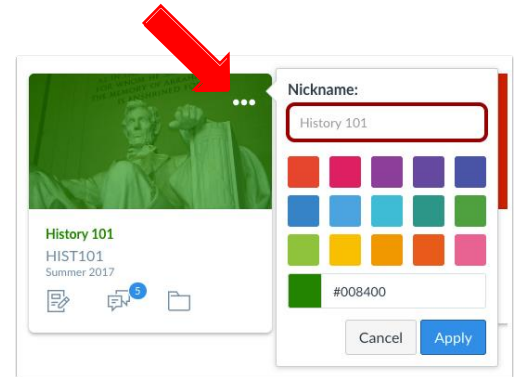 Nickname:
History 101
#008400
Cancel
Apply
History 101
HIST101
Summer 2017
5